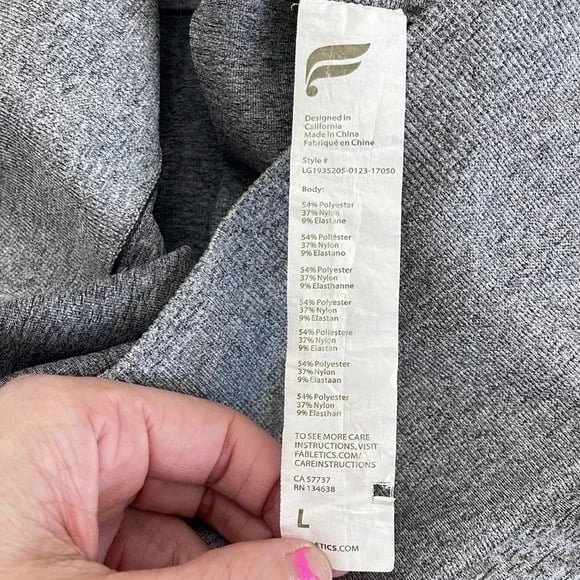 Designed in
California
Made in China
Fabriqué en Chine
Style #
LG1935205-0123-17050
Body:
54% Polyester
37% Nylon
9% Elastane
54% Poliéster
37% Nylon
9% Elastano
54% Polyester
37% Nylon
9% Elasthanne
54% Polyester
37% Nylon
9% Elastan
54% Poliestere
37% Nylon
9% Elastan
54% Polyester
37% Nylon
9% Elastaan
54% Polyester
37% Nylon
9% Elasthan
TO SEE MORE CARE
INSTRUCTIONS, VISIT
FABLETICS.COM/
CAREINSTRUCTIONS
CA 57737
RN 134638
L
LETICS.COM